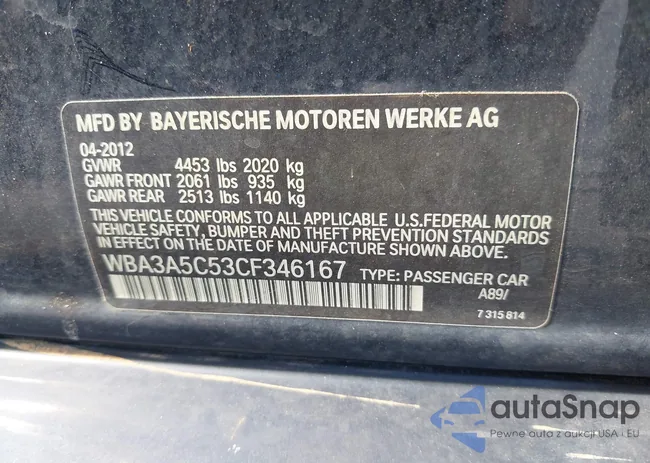 MFD BY BAYERISCHE MOTOREN WERKE AG
04-2012
GVWR 4453 lbs 2020 kg
GAWR FRONT 2061 lbs 935 kg
GAWR REAR 2513 lbs 1140 kg
THIS VEHICLE CONFORMS TO ALL APPLICABLE U.S.FEDERAL MOTOR
VEHICLE SAFETY, BUMPER AND THEFT PREVENTION STANDARDS
IN EFFECT ON THE DATE OF MANUFACTURE SHOWN ABOVE.
WBA3A5C53CF346167 TYPE: PASSENGER CAR
A89/
7 315 814
autoSnap
Pewne auta z aukcji USA i EU